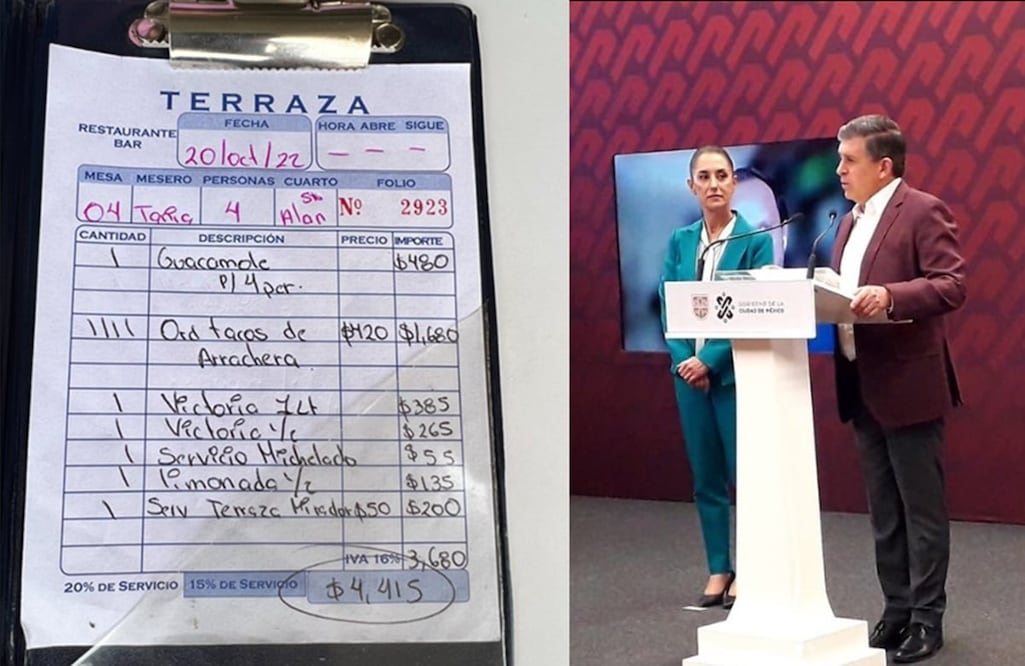 TERRAZA
RESTAURANTE BAR
FECHA
20/oct/22
HORA ABRE SIGUE
— — —
MESA MESERO PERSONAS CUARTO FOLIO
04 4 Alan Nº 2923
CANTIDAD DESCRIPCIÓN PRECIO IMPORTE
1 Guacamole $480
P/4 per.
1111 Ord tacos de $420 $1,680
Arrachera
1 Victoria 1Lt $385
1 Victoria 1/2 $265
1 Servicio Michelado $55
1 Limonada 1/2 $135
1 Serv Terraza Mirador $50 $200
IVA 16% 3,680
20% DE SERVICIO 15% DE SERVICIO $4,415
GOBIERNO DE LA
CIUDAD DE MÉXICO